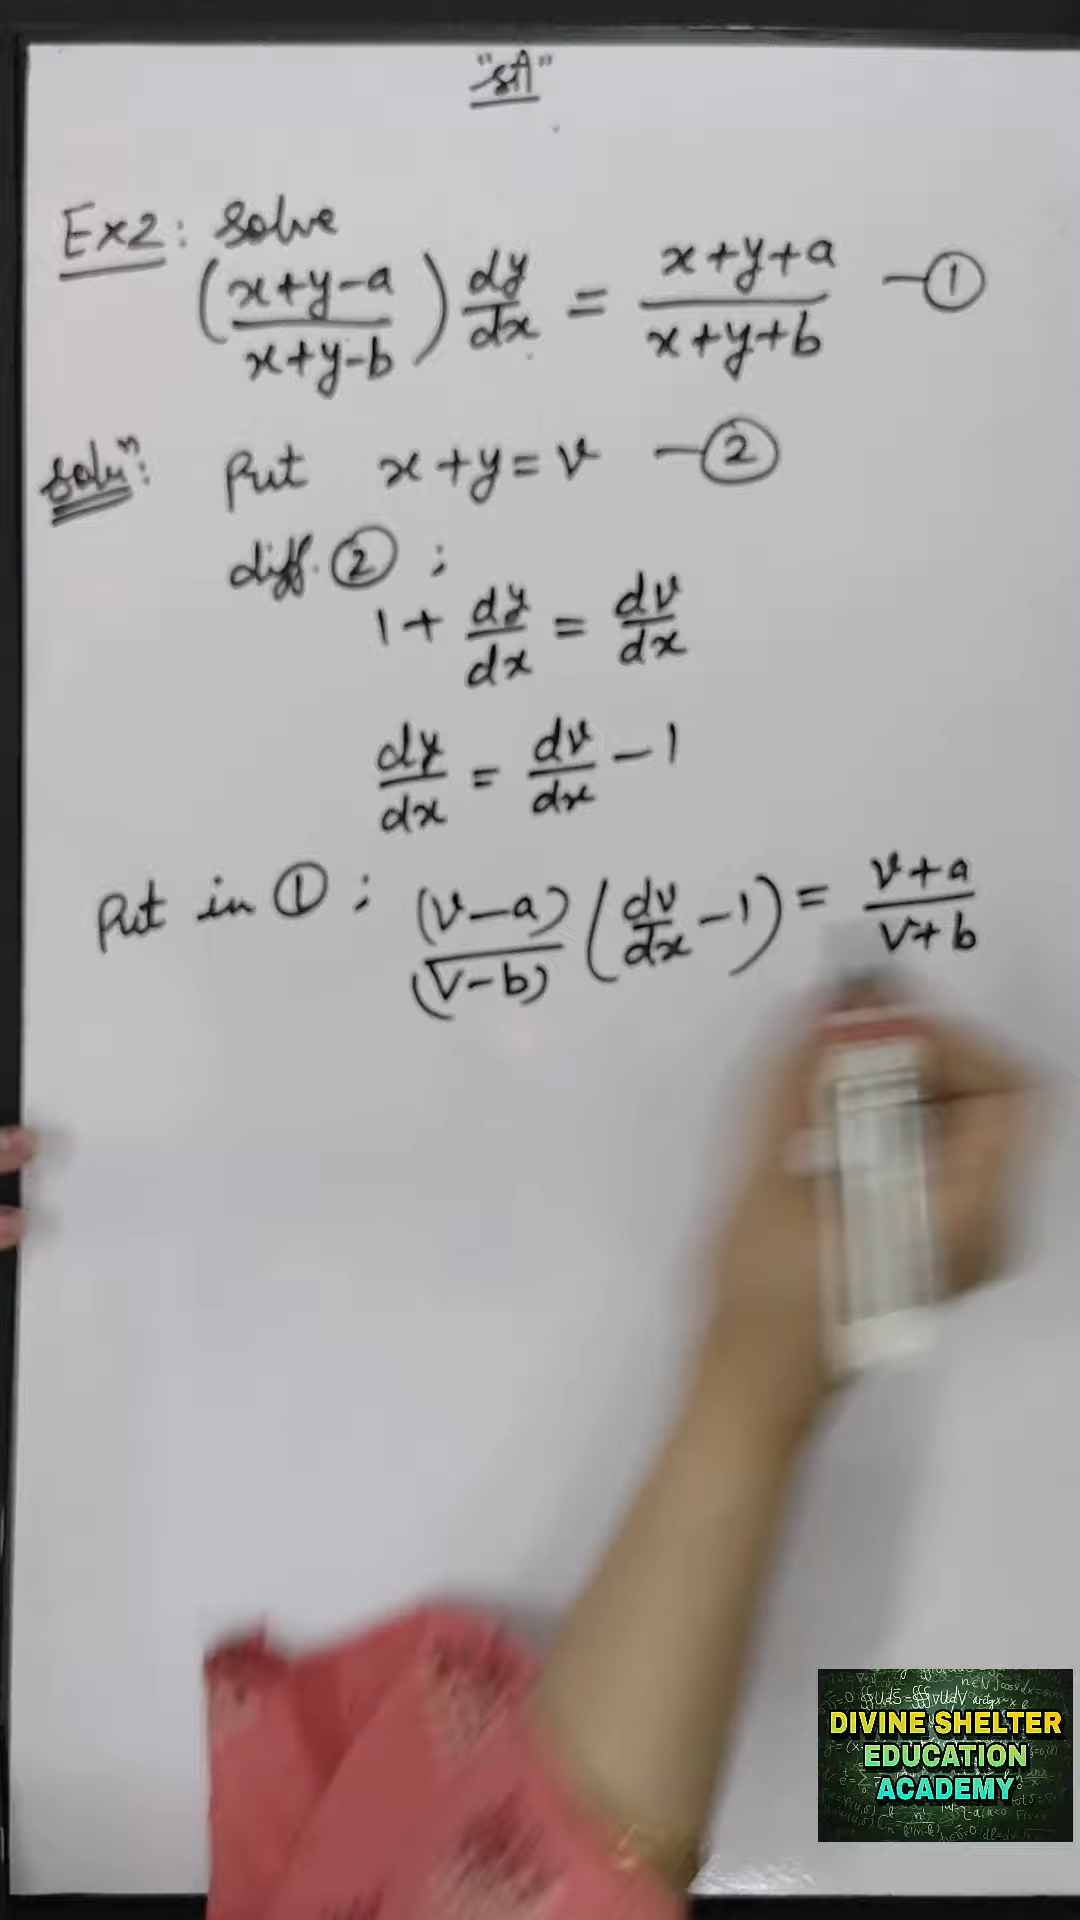 "SA"
Ex2: Solve
((x+y-a)/(x+y-b)) dy/dx = (x+y+a)/(x+y+b) —①
Soluⁿ: Put x+y=v —②
diff. ② ;
1 + dy/dx = dv/dx
dy/dx = dv/dx - 1
Put in ① ; (v-a)/(v-b) (dv/dx - 1) = (v+a)/(v+b)
DIVINE SHELTER
EDUCATION
ACADEMY